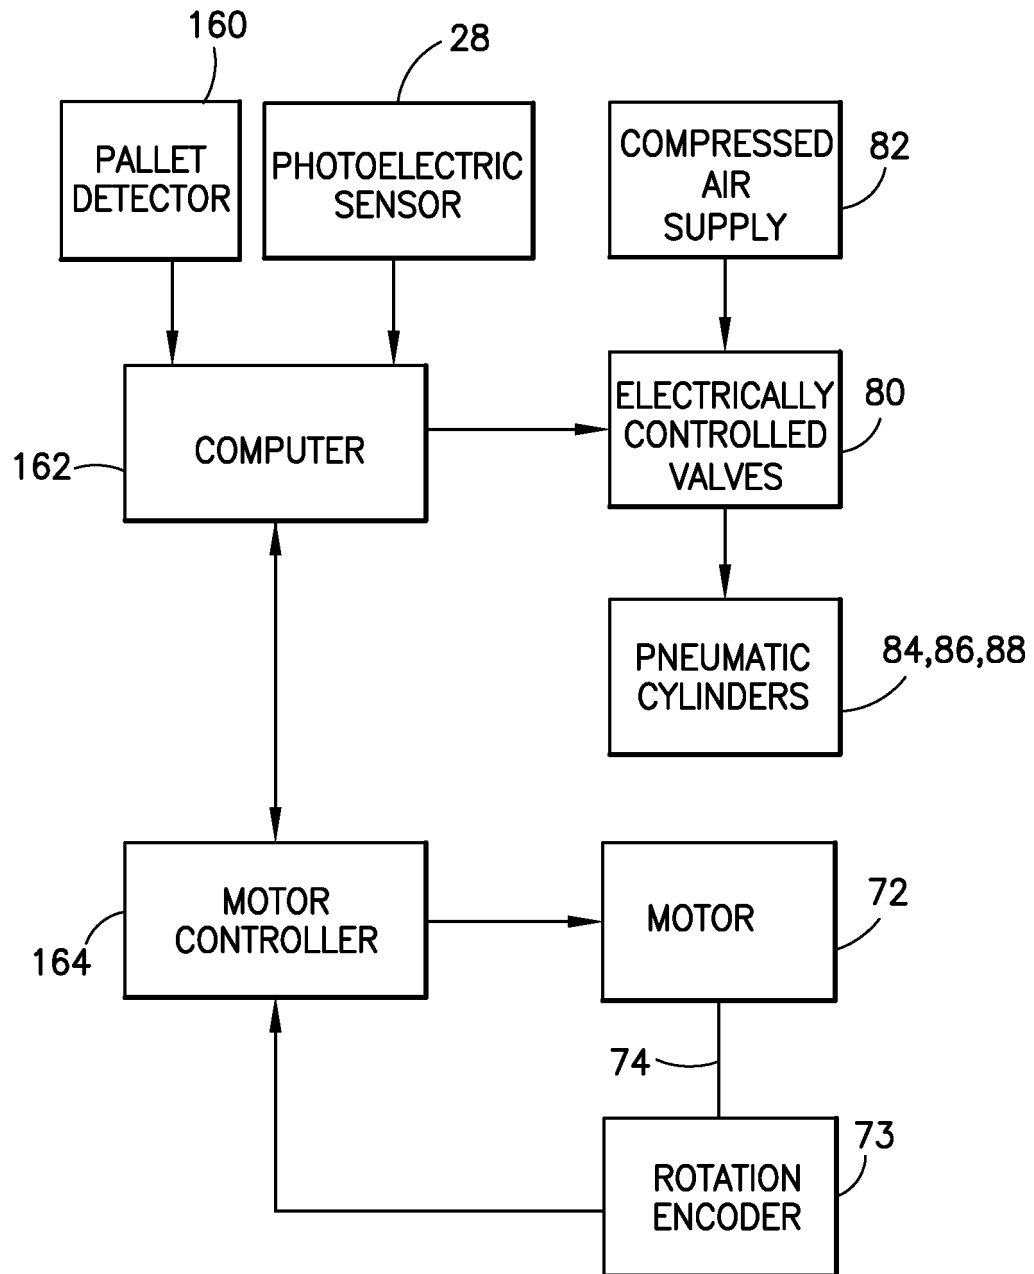 160
28
PALLET
DETECTOR
PHOTOELECTRIC
SENSOR
COMPRESSED
AIR
SUPPLY
82
COMPUTER
162
ELECTRICALLY
CONTROLLED
VALVES
80
PNEUMATIC
CYLINDERS
84,86,88
MOTOR
CONTROLLER
164
MOTOR
72
74
ROTATION
ENCODER
73